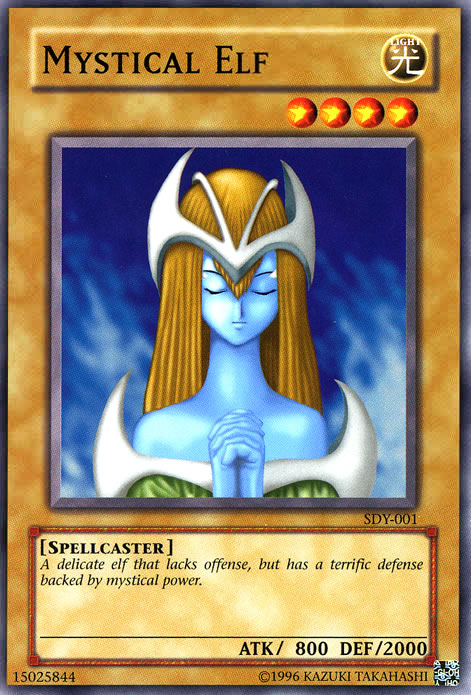 MYSTICAL ELF
LIGHT
光
SDY-001
[SPELLCASTER]
A delicate elf that lacks offense, but has a terrific defense
backed by mystical power.
ATK/ 800 DEF/2000
15025844
©1996 KAZUKI TAKAHASHI